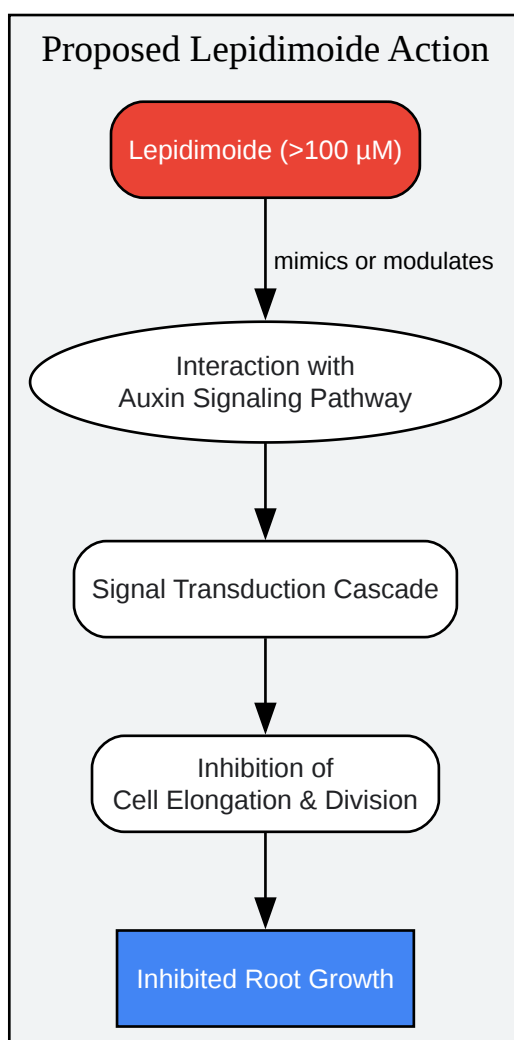 Proposed Lepidimoide Action
Lepidimoide (>100 µM)
mimics or modulates
Interaction with
Auxin Signaling Pathway
Signal Transduction Cascade
Inhibition of
Cell Elongation & Division
Inhibited Root Growth